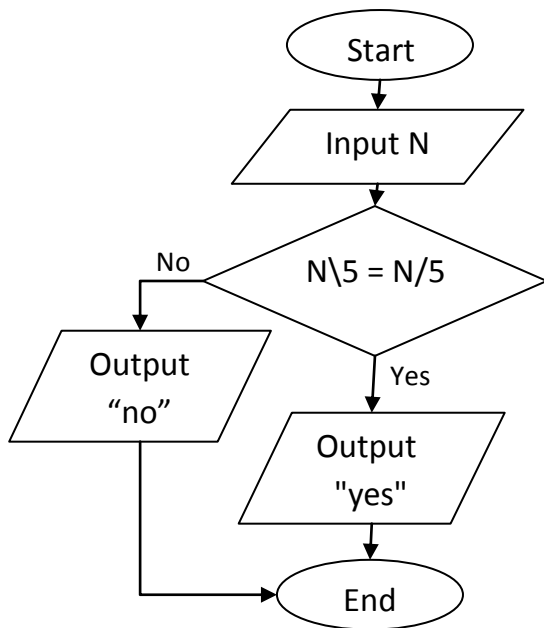 Start
Input N
N\5 = N/5
No
Yes
Output
“no”
Output
"yes"
End